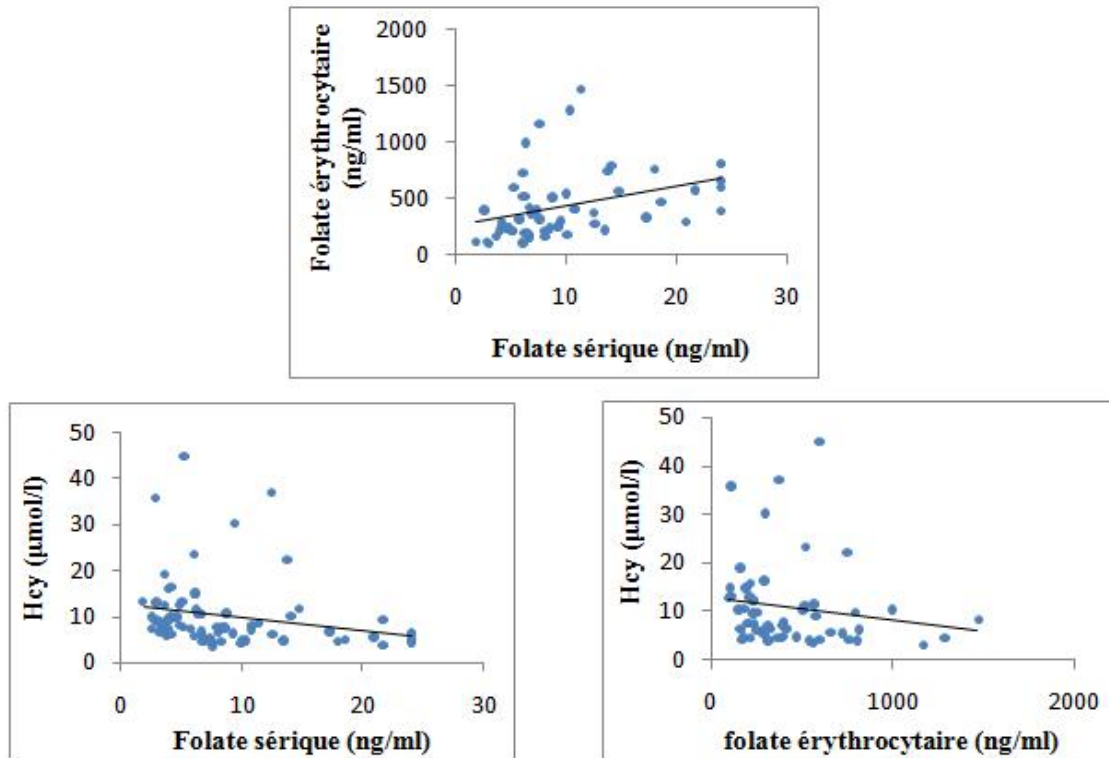 Folate érythrocytaire
(ng/ml)
2000
1500
1000
500
0
0 10 20 30
Folate sérique (ng/ml)
Hcy (µmol/l)
50
40
30
20
10
0
0 10 20 30
Folate sérique (ng/ml)
Hcy (µmol/l)
50
40
30
20
10
0
0 1000 2000
folate érythrocytaire (ng/ml)